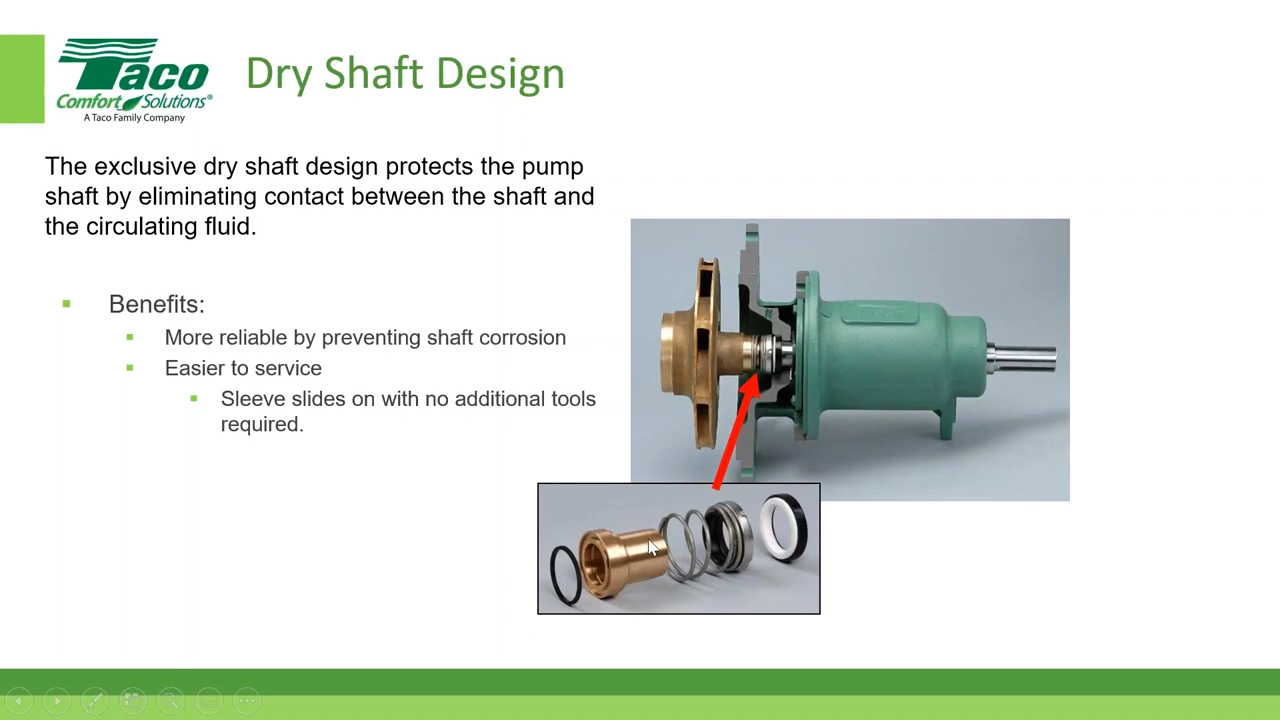 Taco
Comfort Solutions®
A Taco Family Company
Dry Shaft Design
The exclusive dry shaft design protects the pump
shaft by eliminating contact between the shaft and
the circulating fluid.
Benefits:
More reliable by preventing shaft corrosion
Easier to service
Sleeve slides on with no additional tools
required.